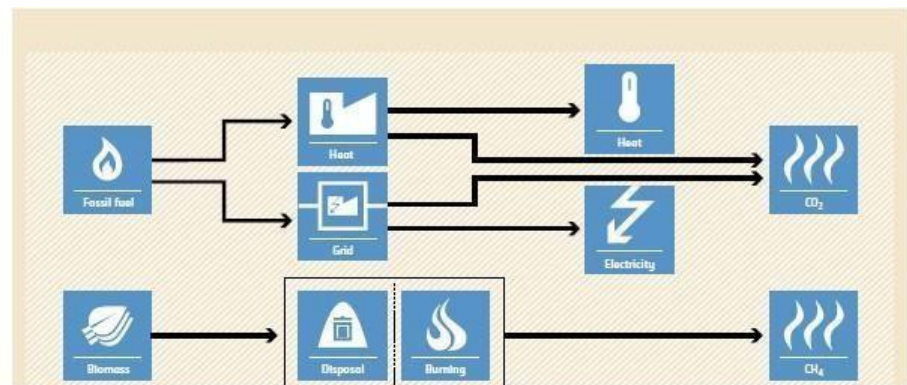 Heat
Heat
Fossil fuel
CO₂
Grid
Electricity
Biomass
Disposal
Burning
CH₄